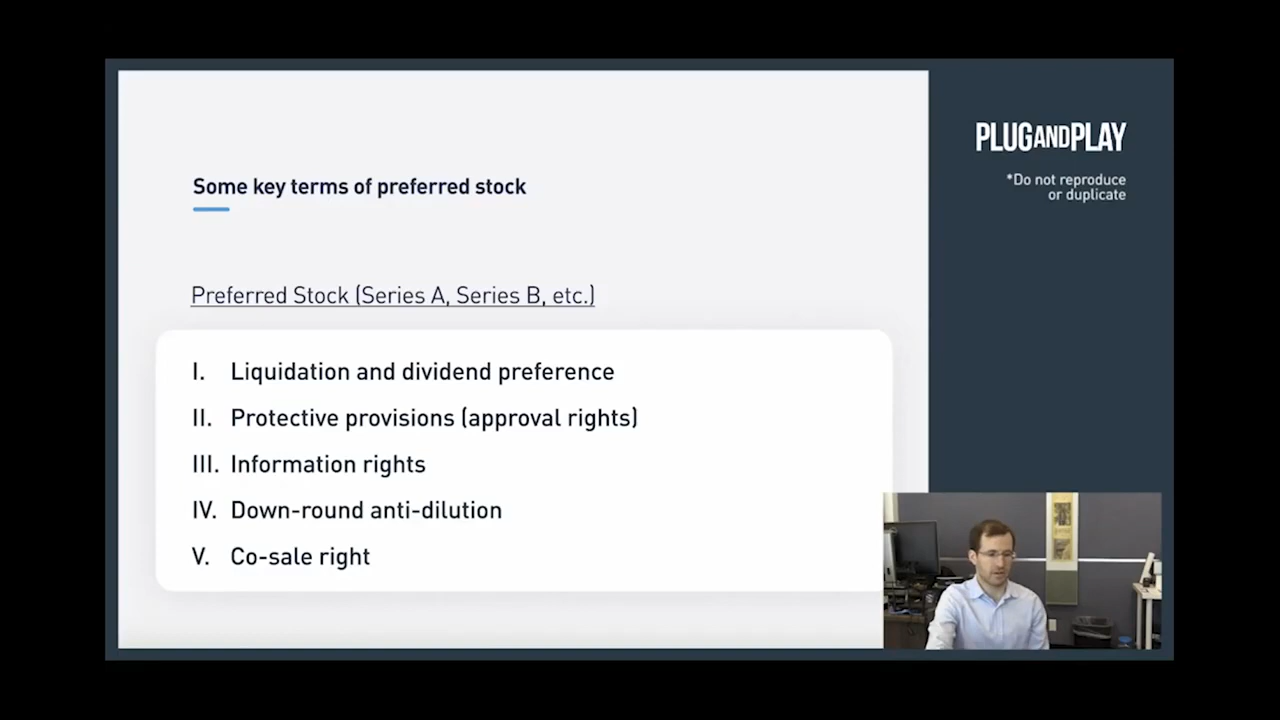 PLUGANDPLAY
*Do not reproduce
or duplicate
Some key terms of preferred stock
Preferred Stock (Series A, Series B, etc.)
I. Liquidation and dividend preference
II. Protective provisions (approval rights)
III. Information rights
IV. Down-round anti-dilution
V. Co-sale right